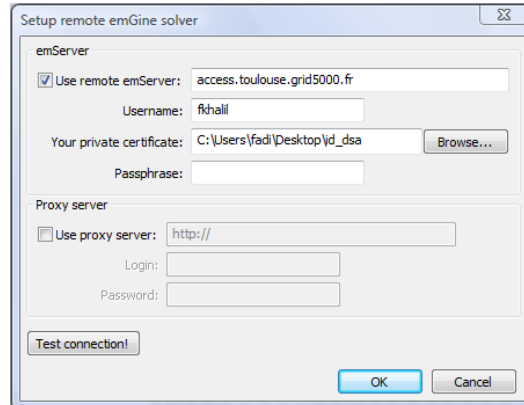 Setup remote emGine solver
emServer
Use remote emServer: access.toulouse.grid5000.fr
Username: fkhalil
Your private certificate: C:\Users\fadi\Desktop\id_dsa Browse...
Passphrase:
Proxy server
Use proxy server: http://
Login:
Password:
Test connection!
OK Cancel